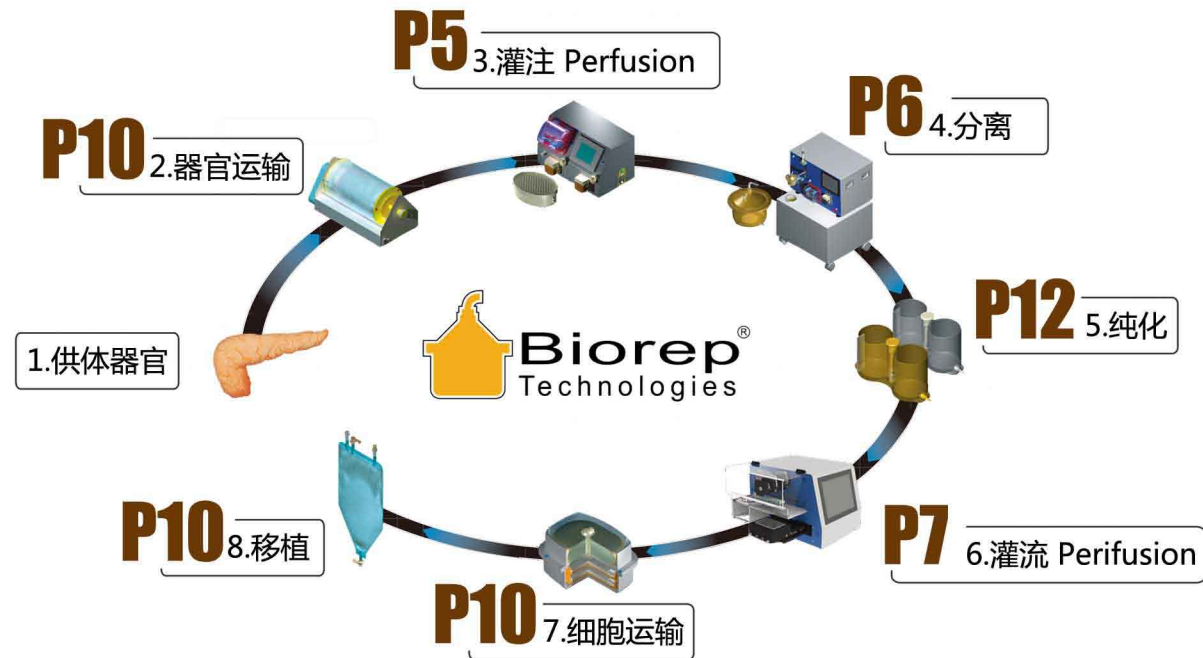 1.供体器官
P10 2.器官运输
P5 3.灌注 Perfusion
P6 4.分离
P12 5.纯化
P7 6.灌流 Perifusion
P10 7.细胞运输
P10 8.移植
Biorep®
Technologies